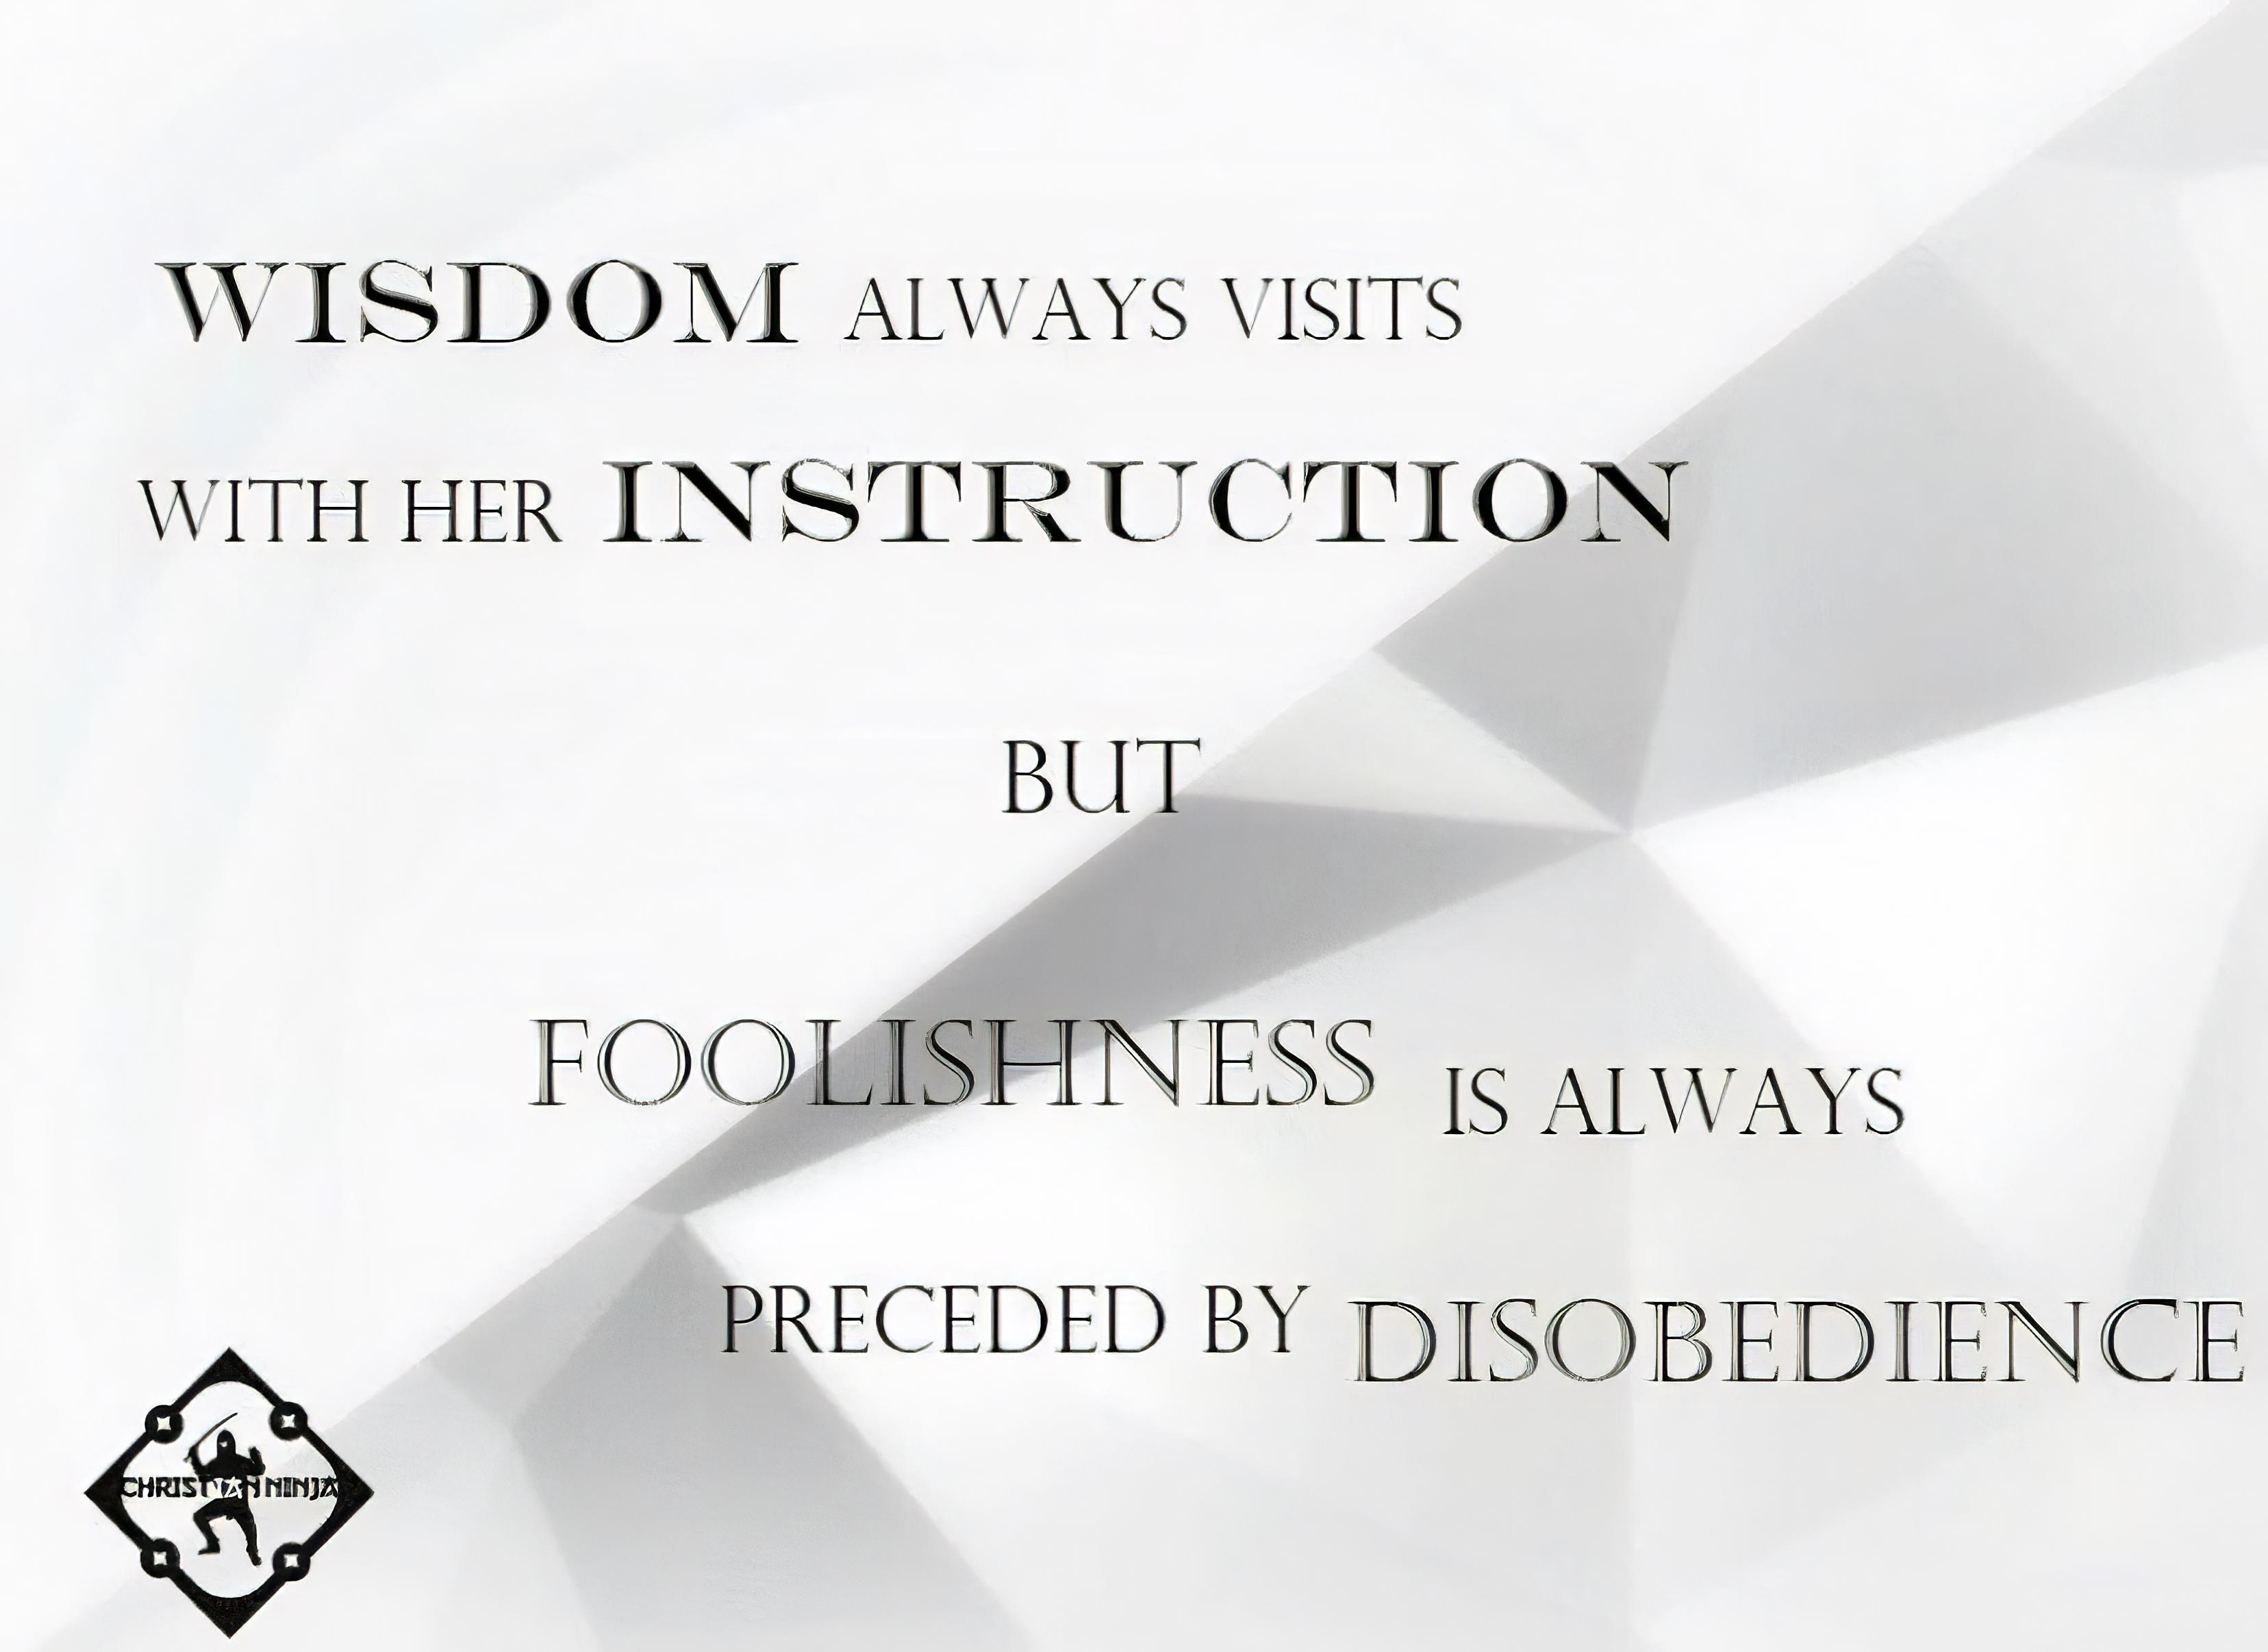 WISDOM ALWAYS VISITS
WITH HER INSTRUCTION
BUT
FOOLISHNESS IS ALWAYS
PRECEDED BY DISOBEDIENCE
CHRISTIAN NINJA